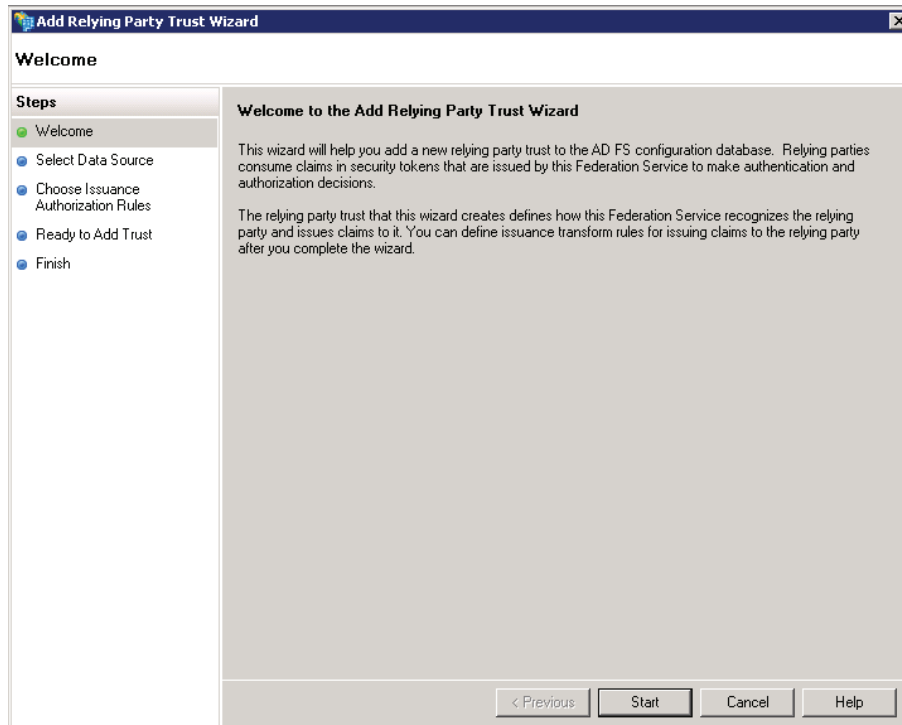 Add Relying Party Trust Wizard
Welcome
Steps
Welcome
Select Data Source
Choose Issuance
Authorization Rules
Ready to Add Trust
Finish
Welcome to the Add Relying Party Trust Wizard
This wizard will help you add a new relying party trust to the AD FS configuration database. Relying parties
consume claims in security tokens that are issued by this Federation Service to make authentication and
authorization decisions.
The relying party trust that this wizard creates defines how this Federation Service recognizes the relying
party and issues claims to it. You can define issuance transform rules for issuing claims to the relying party
after you complete the wizard.
< Previous
Start
Cancel
Help